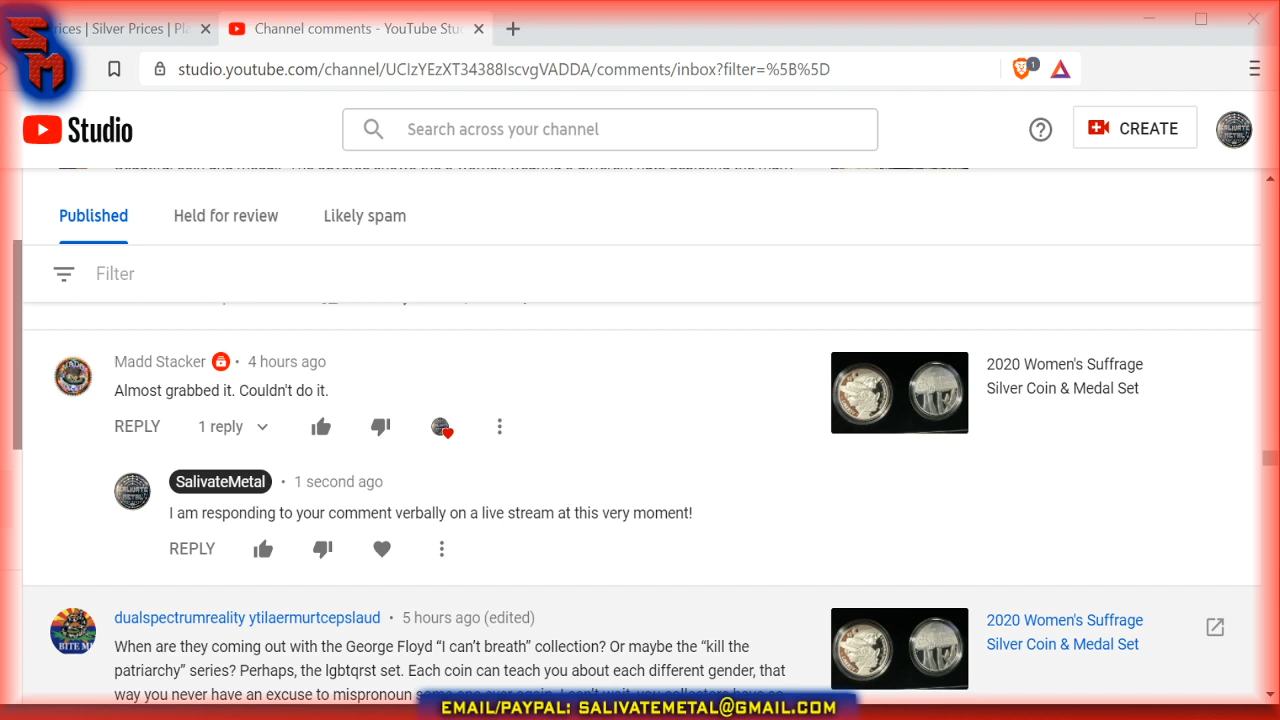 SM
rices | Silver Prices | Pla
Channel comments - YouTube Stu
studio.youtube.com/channel/UCIzYEzXT34388IscvgVADDA/comments/inbox?filter=%5B%5D
1
Studio
Search across your channel
CREATE
Published
Held for review
Likely spam
Filter
Madd Stacker • 4 hours ago
Almost grabbed it. Couldn't do it.
REPLY 1 reply
2020 Women's Suffrage
Silver Coin & Medal Set
SalivateMetal • 1 second ago
I am responding to your comment verbally on a live stream at this very moment!
REPLY
dualspectrumreality ytilaermurtcepslaud • 5 hours ago (edited)
When are they coming out with the George Floyd “I can’t breath” collection? Or maybe the “kill the
patriarchy” series? Perhaps, the lgbtqrst set. Each coin can teach you about each different gender, that
way you never have an excuse to mispronoun
2020 Women's Suffrage
Silver Coin & Medal Set
BITE M
EMAIL/PAYPAL: SALIVATEMETAL@GMAIL.COM